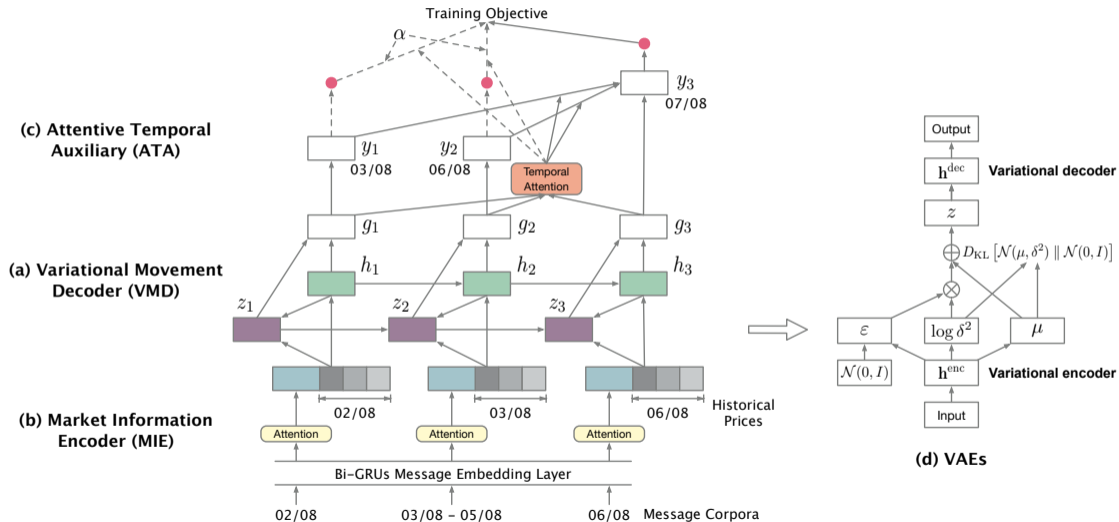 Training Objective
α
y₃
07/08
(c) Attentive Temporal
Auxiliary (ATA)
y₁
03/08
y₂
06/08
Temporal
Attention
g₁
g₂
g₃
(a) Variational Movement
Decoder (VMD)
h₁
h₂
h₃
z₁
z₂
z₃
02/08
03/08
06/08
Historical
Prices
(b) Market Information
Encoder (MIE)
Attention
Attention
Attention
Bi-GRUs Message Embedding Layer
02/08
03/08 – 05/08
06/08
Message Corpora
Output
h^dec
Variational decoder
z
D_KL [N(μ, δ²) ∥ N(0, I)]
ε
log δ²
μ
N(0, I)
h^enc
Variational encoder
Input
(d) VAEs